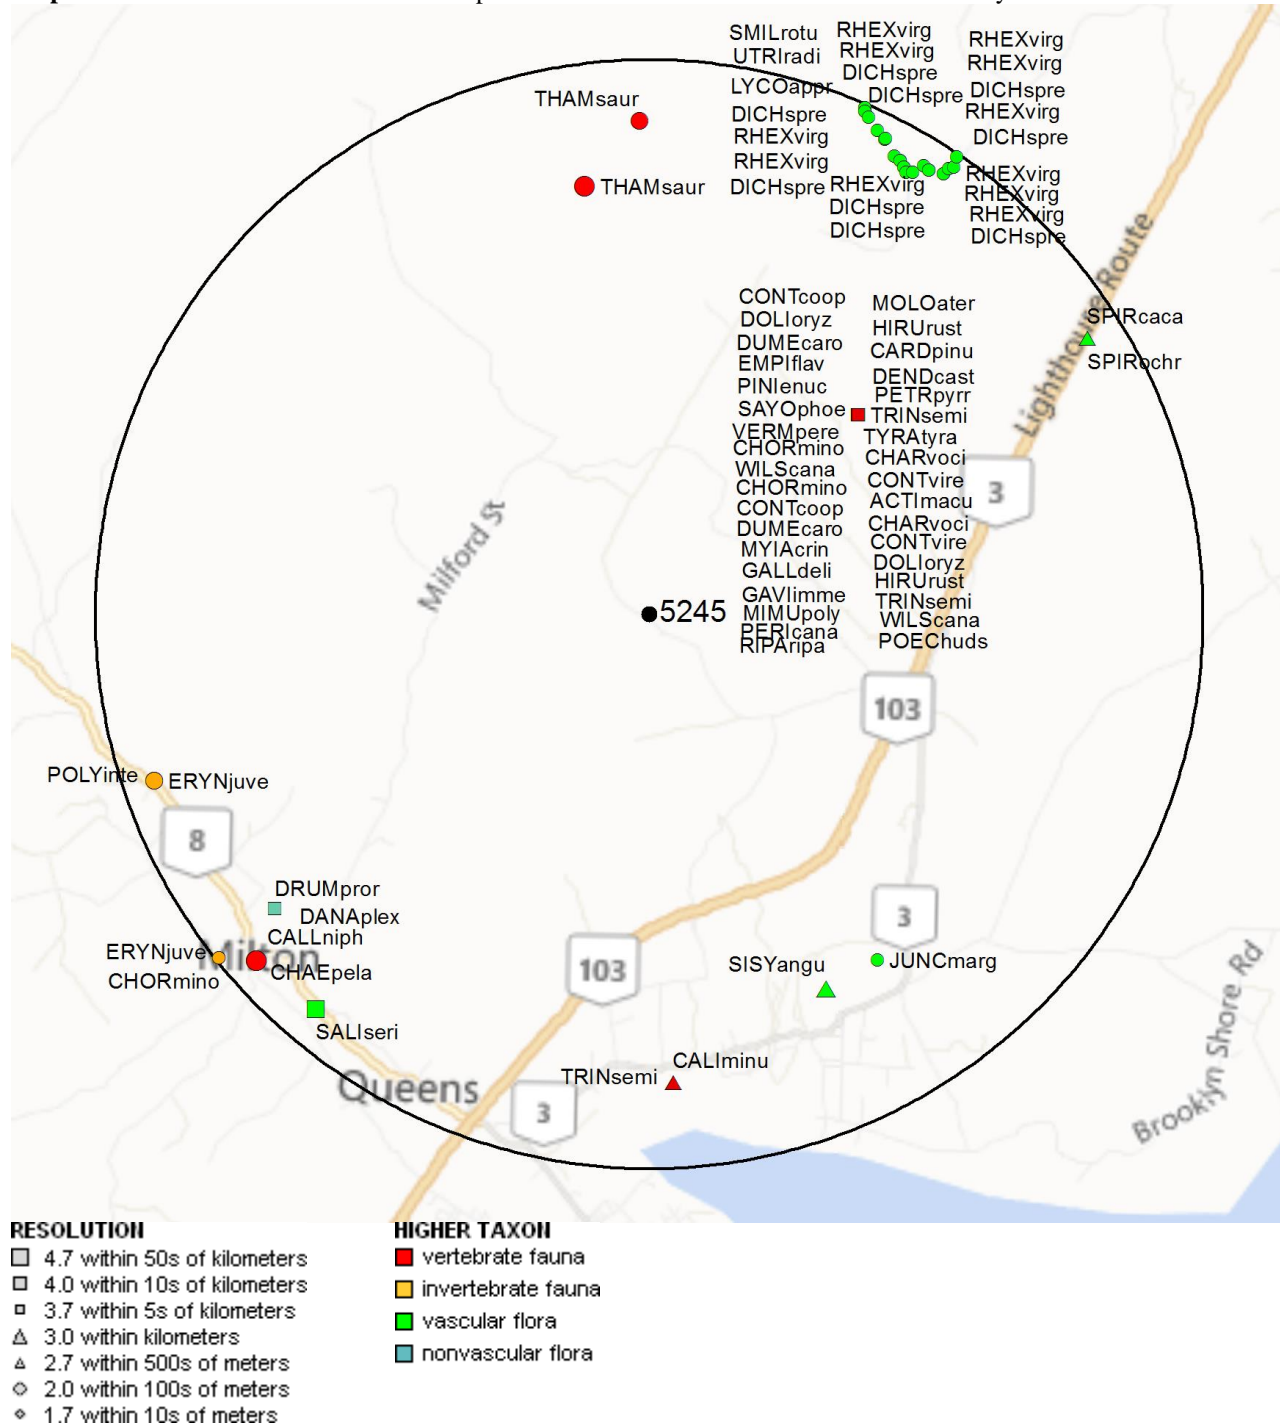 SMILrotu
RHEXvirg
RHEXvirg
UTRIradi
RHEXvirg
RHEXvirg
LYCOappr
DICHspre
DICHspre
DICHspre
DICHspre
RHEXvirg
RHEXvirg
DICHspre
RHEXvirg
RHEXvirg
DICHspre
RHEXvirg
RHEXvirg
DICHspre
RHEXvirg
DICHspre
DICHspre
THAMsaur
THAMsaur
CONTcoop
DOLIoryz
DUMEcaro
EMPIflav
PINIenuc
SAYOphoe
VERMpere
CHORmino
WILScana
CHORmino
CONTcoop
DUMEcaro
MYIAcrin
GALLdeli
GAVIimme
MIMUpoly
PERIcana
RIPAripa
MOLOater
HIRUrust
CARDpinu
DENDcast
PETRpyrr
TRINsemi
TYRAtyra
CHARvoci
CONTvire
ACTImacu
CHARvoci
CONTvire
DOLIoryz
HIRUrust
TRINsemi
WILScana
POEChuds
SPIRcaca
SPIRochr
Lighthouse Route
3
Milford St
5245
103
POLYinte
ERYNjuve
8
DRUMpror
DANAplex
CALLniph
ERYNjuve
Milton
CHORmino
CHAEpela
SALIseri
103
3
SISYangu
JUNCmarg
Brooklyn Shore Rd
CALIminu
TRINsemi
Queens
3
RESOLUTION
4.7 within 50s of kilometers
4.0 within 10s of kilometers
3.7 within 5s of kilometers
3.0 within kilometers
2.7 within 500s of meters
2.0 within 100s of meters
1.7 within 10s of meters
HIGHER TAXON
vertebrate fauna
invertebrate fauna
vascular flora
nonvascular flora